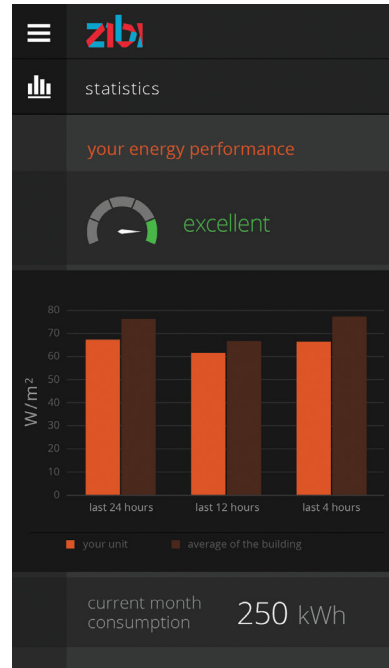 zibi
statistics
your energy performance
excellent
80
70
60
50
40
30
20
10
0
W/m²
last 24 hours last 12 hours last 4 hours
your unit average of the building
current month
consumption
250 kWh